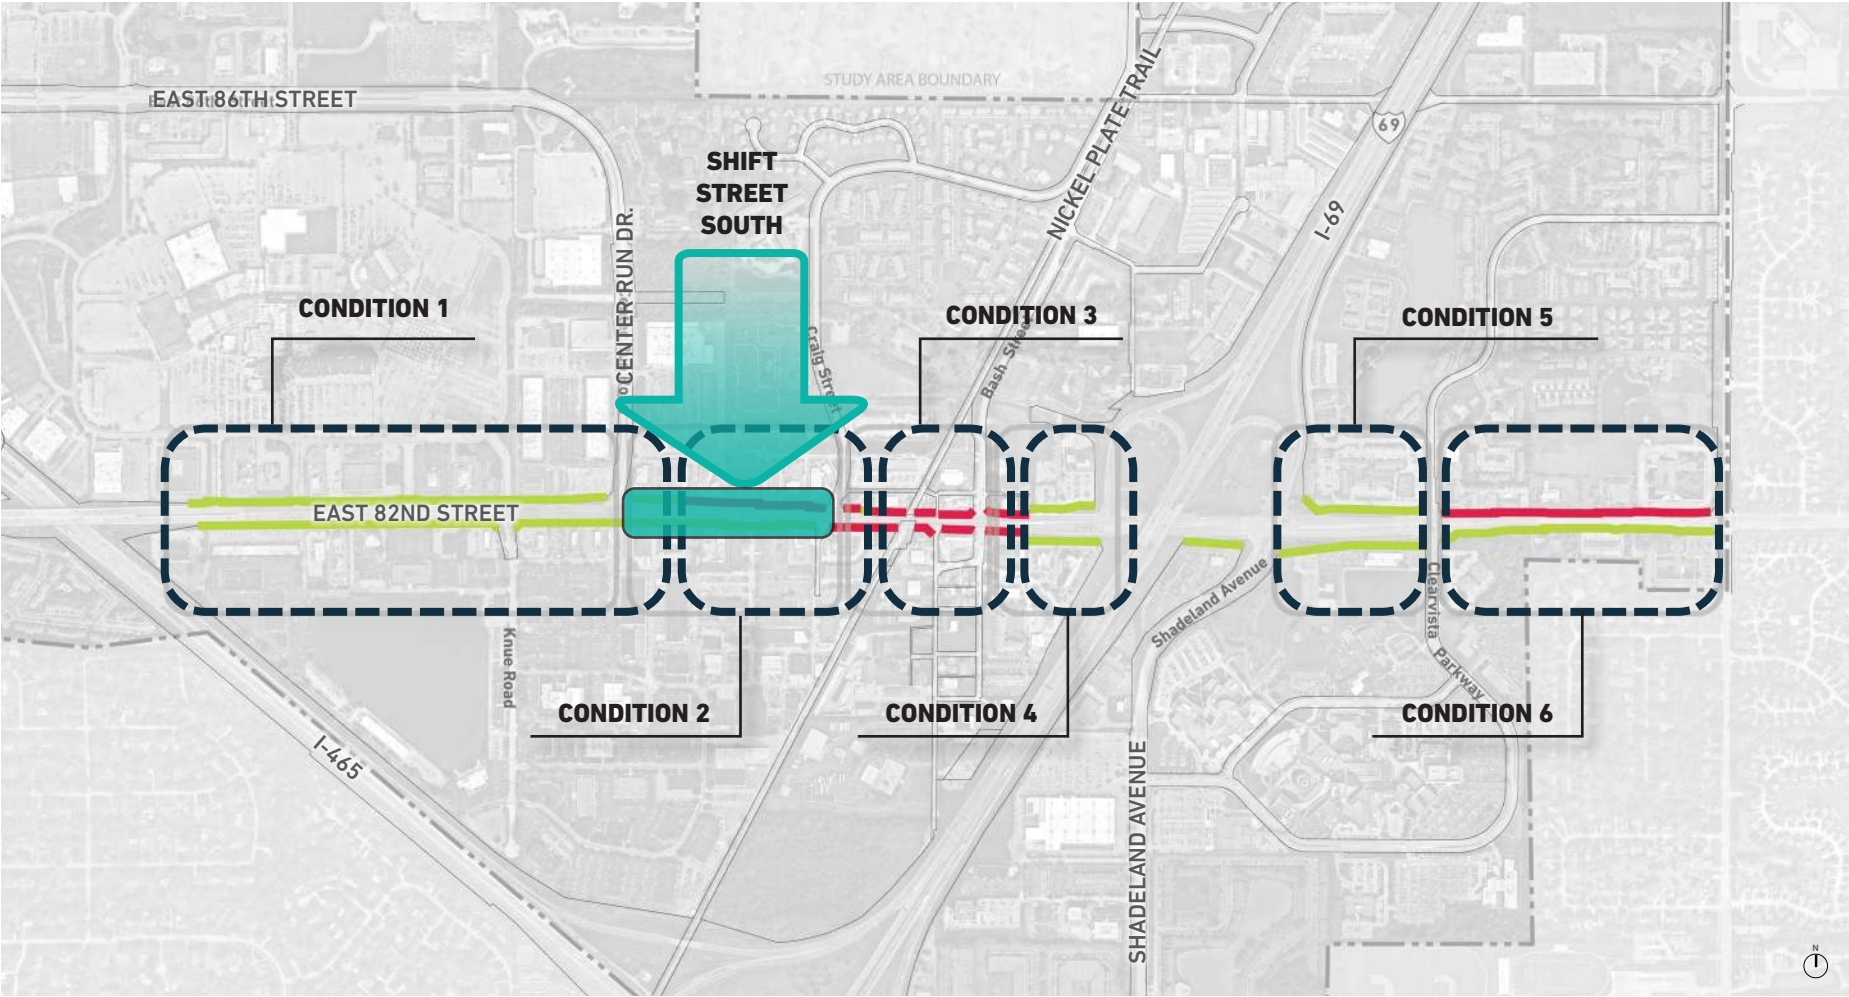 STUDY AREA BOUNDARY
EAST 86TH STREET
NICKEL PLATE TRAIL
69
SHIFT
STREET
SOUTH
I-69
CENTER RUN DR.
CONDITION 1
CONDITION 3
CONDITION 5
Craig Street
Bash Street
EAST 82ND STREET
Shadeland Avenue
Clearvista
Parkway
Knue Road
CONDITION 2
CONDITION 4
CONDITION 6
I-465
SHADELAND AVENUE
N